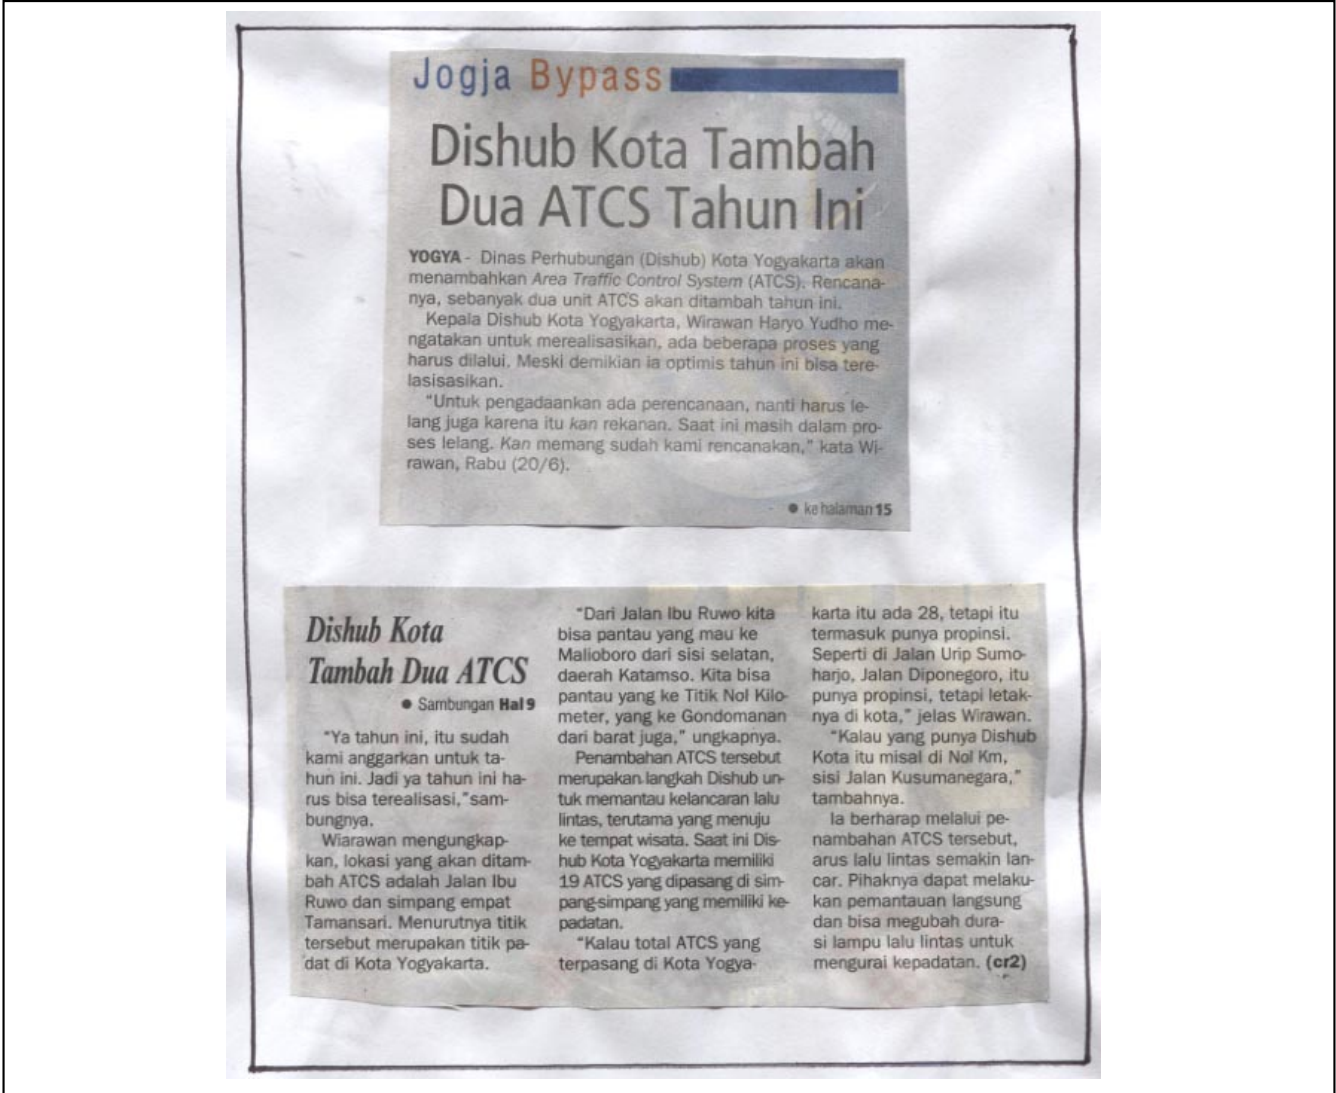 Jogja Bypass
Dishub Kota Tambah
Dua ATCS Tahun Ini
YOGYA - Dinas Perhubungan (Dishub) Kota Yogyakarta akan
menambahkan Area Traffic Control System (ATCS). Rencana-
nya, sebanyak dua unit ATCS akan ditambah tahun ini.
Kepala Dishub Kota Yogyakarta, Wirawan Haryo Yudho me-
ngatakan untuk merealisasikan, ada beberapa proses yang
harus dilalui. Meski demikian ia optimis tahun ini bisa tere-
lasisasikan.
"Untuk pengadaankan ada perencanaan, nanti harus le-
lang juga karena itu kan rekanan. Saat ini masih dalam pro-
ses lelang. Kan memang sudah kami rencanakan," kata Wi-
rawan, Rabu (20/6).
● ke halaman 15
Dishub Kota
Tambah Dua ATCS
● Sambungan Hal 9
"Ya tahun ini, itu sudah
kami anggarkan untuk ta-
hun ini. Jadi ya tahun ini ha-
rus bisa terealisasi,"sam-
bungnya.
Wiarawan mengungkap-
kan, lokasi yang akan ditam-
bah ATCS adalah Jalan Ibu
Ruwo dan simpang empat
Tamansari. Menurutnya titik
tersebut merupakan titik pa-
dat di Kota Yogyakarta.
"Dari Jalan Ibu Ruwo kita
bisa pantau yang mau ke
Malioboro dari sisi selatan,
daerah Katamso. Kita bisa
pantau yang ke Titik Nol Kilo-
meter, yang ke Gondomanan
dari barat juga," ungkapnya.
Penambahan ATCS tersebut
merupakan langkah Dishub un-
tuk memantau kelancaran lalu
lintas, terutama yang menuju
ke tempat wisata. Saat ini Dis-
hub Kota Yogyakarta memiliki
19 ATCS yang dipasang di sim-
pang-simpang yang memiliki ke-
padatan.
"Kalau total ATCS yang
terpasang di Kota Yogya-
karta itu ada 28, tetapi itu
termasuk punya propinsi.
Seperti di Jalan Urip Sumo-
harjo, Jalan Diponegoro, itu
punya propinsi, tetapi letak-
nya di kota," jelas Wirawan.
"Kalau yang punya Dishub
Kota itu misal di Nol Km,
sisi Jalan Kusumanegara,"
tambahnya.
Ia berharap melalui pe-
nambahan ATCS tersebut,
arus lalu lintas semakin lan-
car. Pihaknya dapat melaku-
kan pemantauan langsung
dan bisa megubah dura-
si lampu lalu lintas untuk
mengurai kepadatan. (cr2)